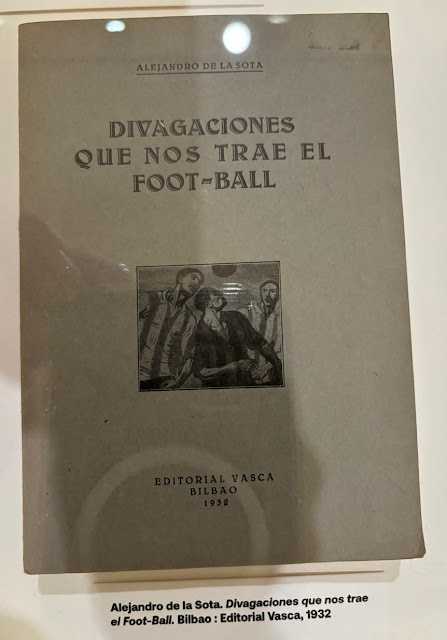 ALEJANDRO DE LA SOTA
DIVAGACIONES
QUE NOS TRAE EL
FOOT-BALL
EDITORIAL VASCA
BILBAO
1932
Alejandro de la Sota. Divagaciones que nos trae
el Foot-Ball. Bilbao : Editorial Vasca, 1932